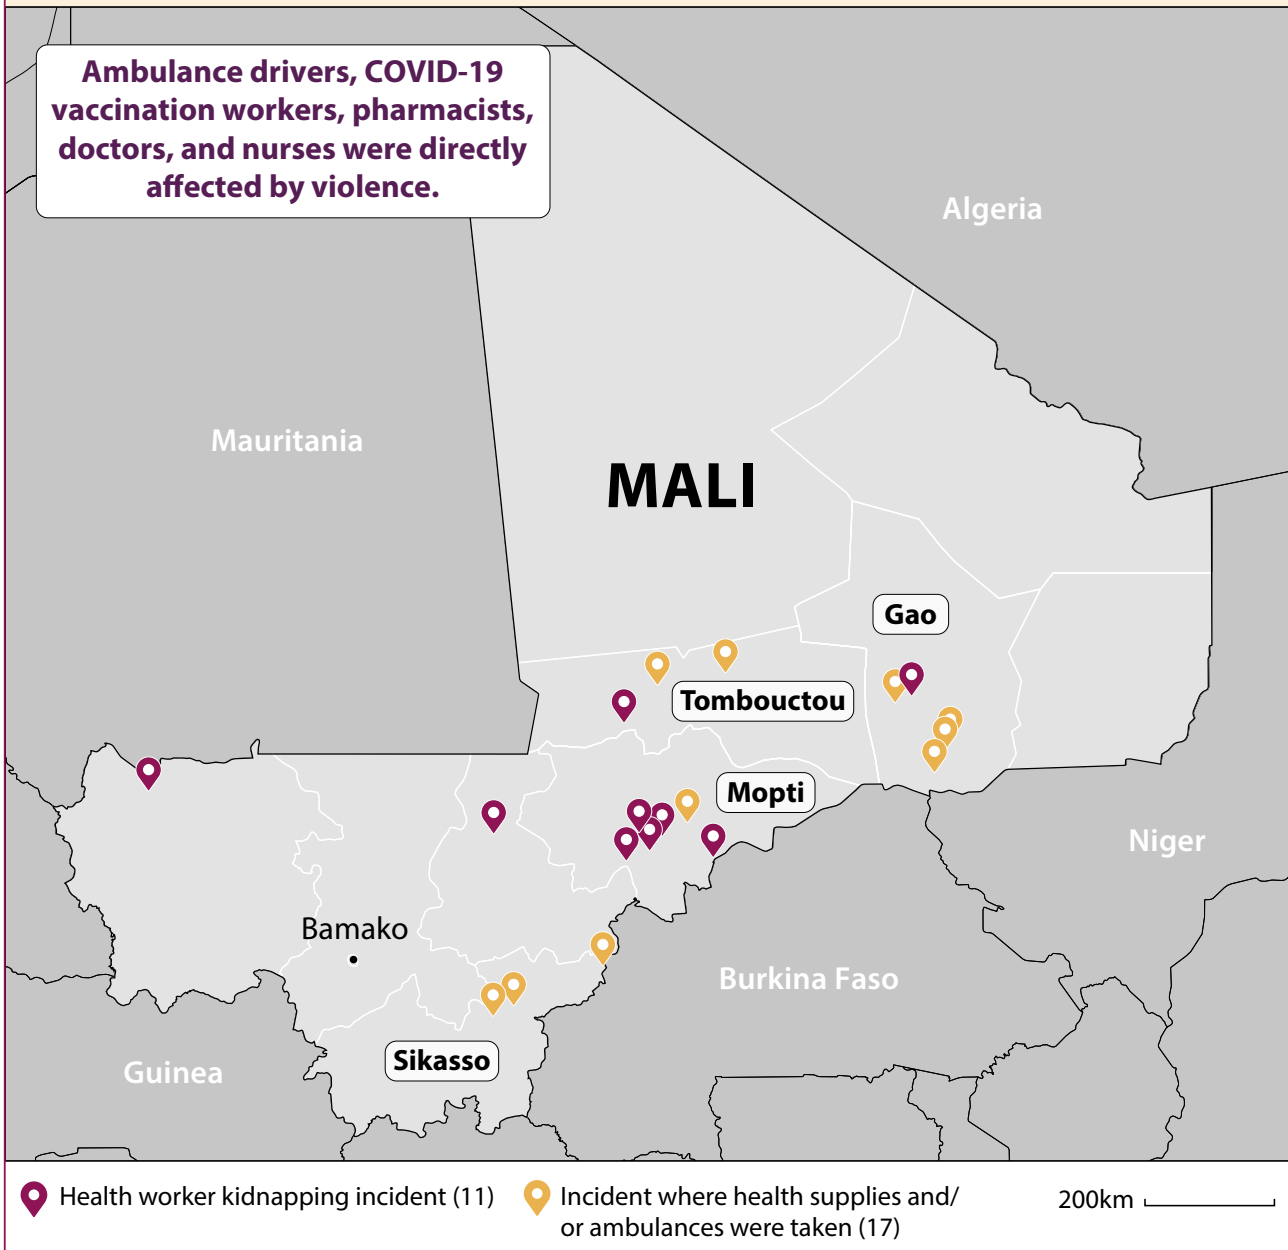 Ambulance drivers, COVID-19
vaccination workers, pharmacists,
doctors, and nurses were directly
affected by violence.
Algeria
Mauritania
MALI
Gao
Tombouctou
Mopti
Niger
Bamako
Burkina Faso
Sikasso
Guinea
Health worker kidnapping incident (11)
Incident where health supplies and/
or ambulances were taken (17)
200km